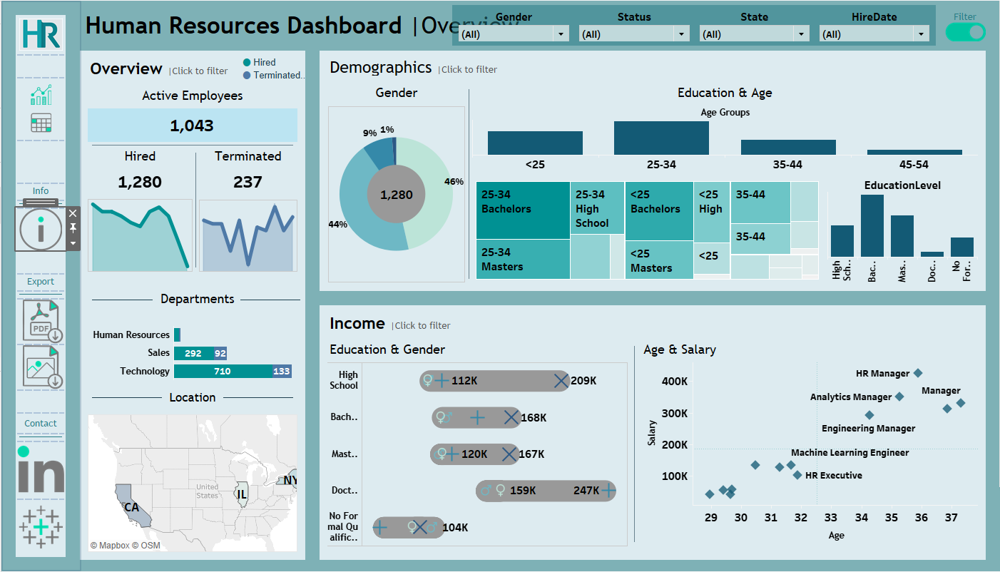 HR
Human Resources Dashboard |Overview
Gender
Status
State
HireDate
Filter
(All)
(All)
(All)
(All)
Overview |Click to filter
Hired
Terminated..
Active Employees
1,043
Hired
Terminated
1,280
237
Departments
Human Resources
Sales 292 92
Technology 710 133
Location
United
States
CA
IL
NY
© Mapbox © OSM
Info
Export
PDF
Contact
in
Demographics |Click to filter
Gender
9% 1%
46%
1,280
44%
Education & Age
Age Groups
<25
25-34
35-44
45-54
25-34
Bachelors
25-34
High
School
<25
Bachelors
<25
High
35-44
35-44
25-34
Masters
<25
Masters
<25
EducationLevel
High
Sch..
Bac..
Mas..
Doc..
No
For..
Income |Click to filter
Education & Gender
High
School
112K 209K
Bach.. 168K
Mast.. 120K 167K
Doct.. 159K 247K
No For
mal Qu
alific..
104K
Age & Salary
Salary
400K
300K
200K
100K
HR Manager
Analytics Manager
Manager
Engineering Manager
Machine Learning Engineer
HR Executive
29 30 31 32 33 34 35 36 37
Age